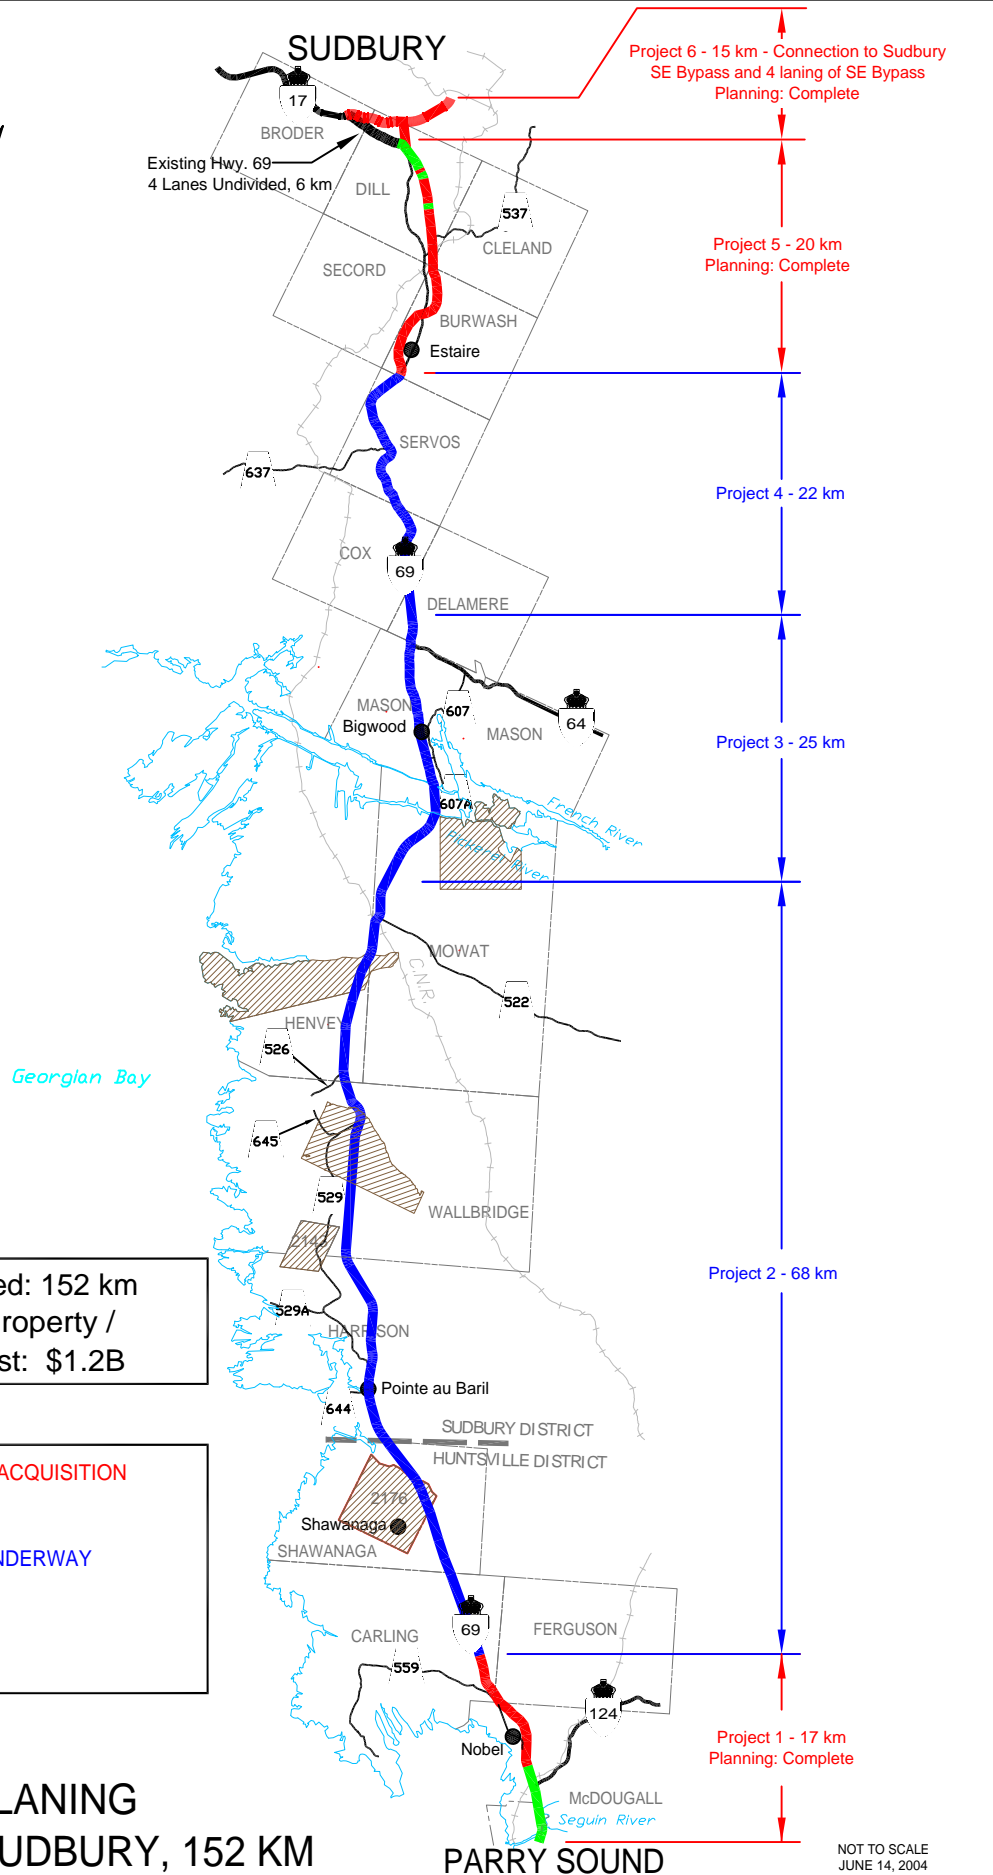 SUDBURY
Project 6 - 15 km - Connection to Sudbury
SE Bypass and 4 laning of SE Bypass
Planning: Complete
17
BRODER
Existing Hwy. 69
4 Lanes Undivided, 6 km
DILL
537
CLELAND
Project 5 - 20 km
Planning: Complete
SECORD
BURWASH
Estaire
SERVOS
637
Project 4 - 22 km
COX
69
DELAMERE
MASON
607
Bigwood
MASON
64
Project 3 - 25 km
607A
French River
Pickerel River
MOWAT
C.N.R.
522
HENVEY
526
Georgian Bay
645
529
WALLBRIDGE
2143
ed: 152 km
Project 2 - 68 km
529A
roperty /
HARRISON
st: $1.2B
Pointe au Baril
644
SUDBURY DISTRICT
HUNTSVILLE DISTRICT
ACQUISITION
2176
Shawanaga
SHAWANAGA
NDERWAY
69
CARLING
FERGUSON
559
124
Nobel
Project 1 - 17 km
Planning: Complete
McDOUGALL
LANING
Seguin River
UDBURY, 152 KM
PARRY SOUND
NOT TO SCALE
JUNE 14, 2004